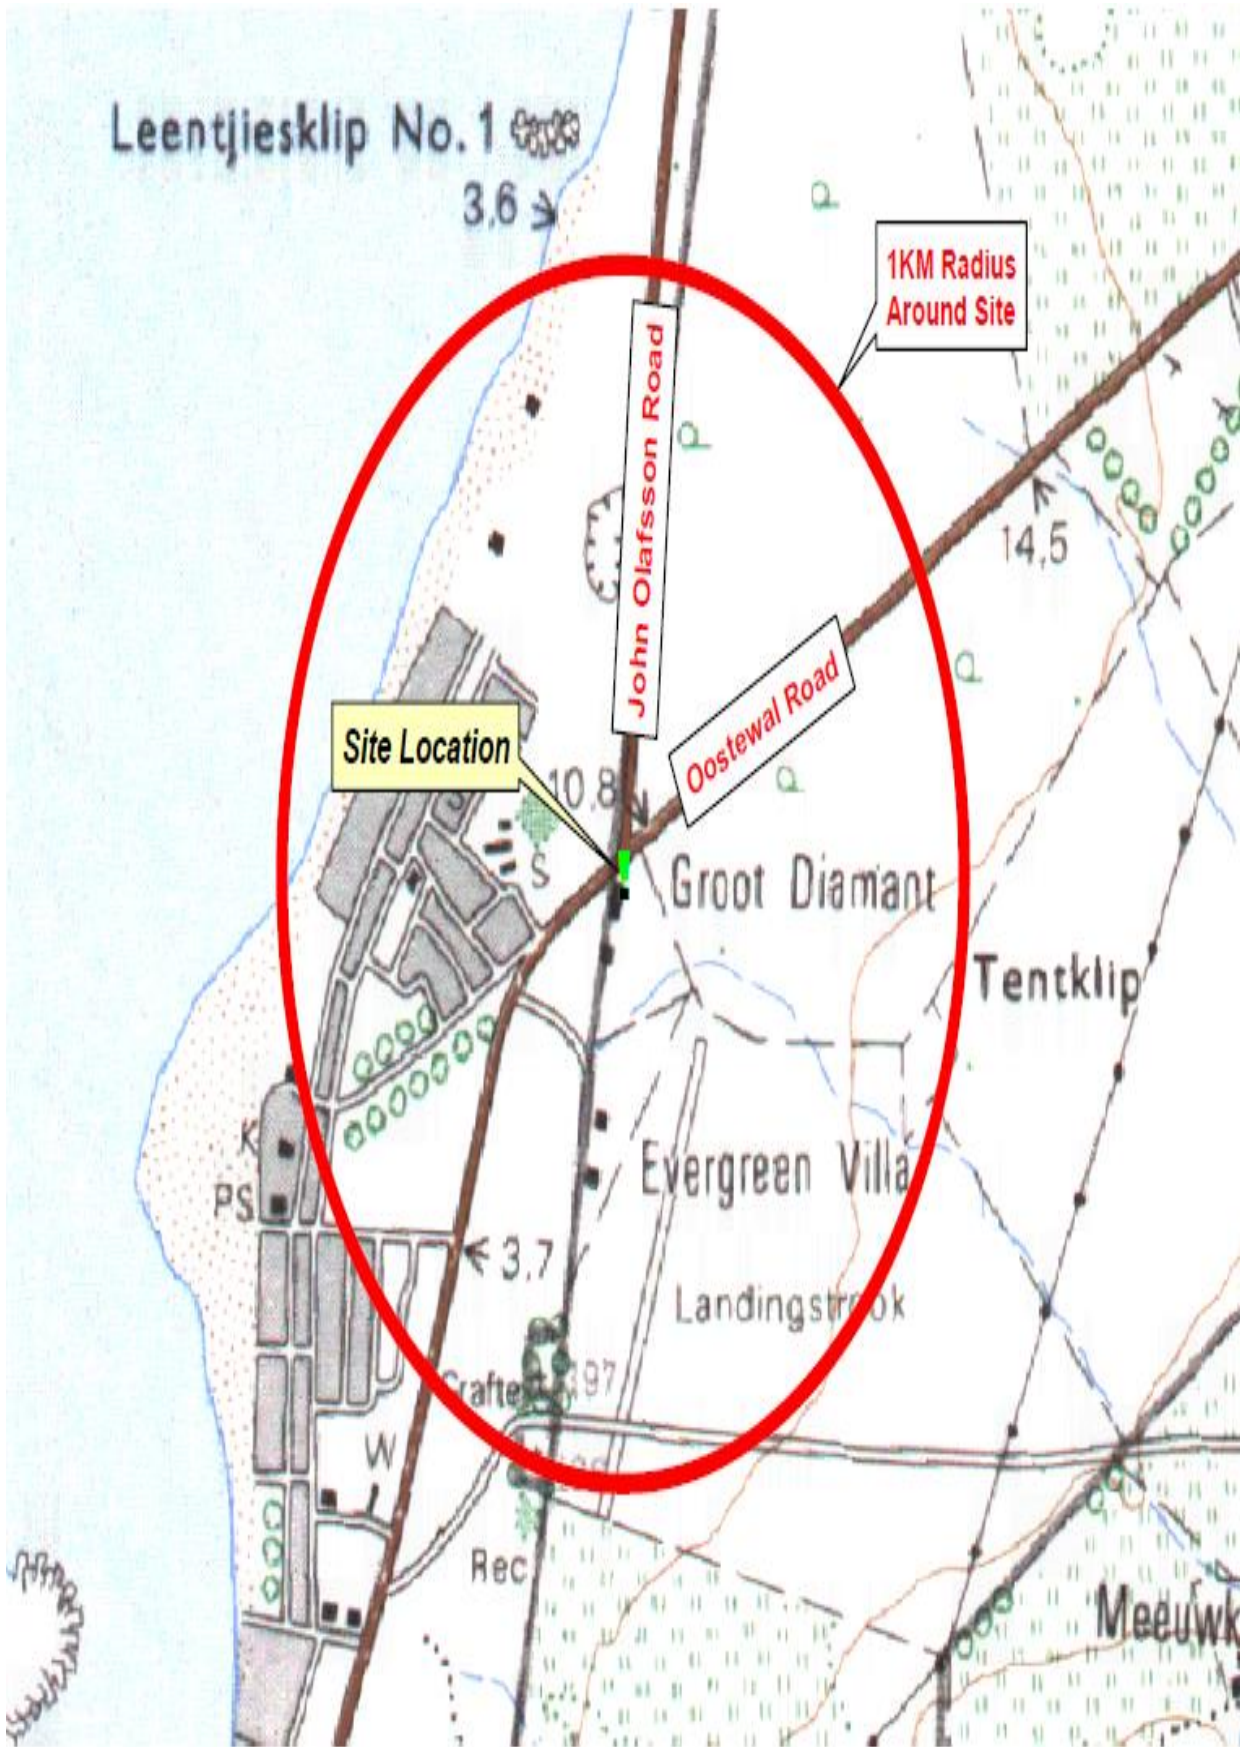 Leentjiesklip No. 1
3,6
1KM Radius
Around Site
John Olafsson Road
14,5
Oostewal Road
Site Location
10,8
S
Groot Diamant
Tentklip
K
Evergreen Villa
PS
3,7
Landingstrook
397
W
Rec
Meeuwk